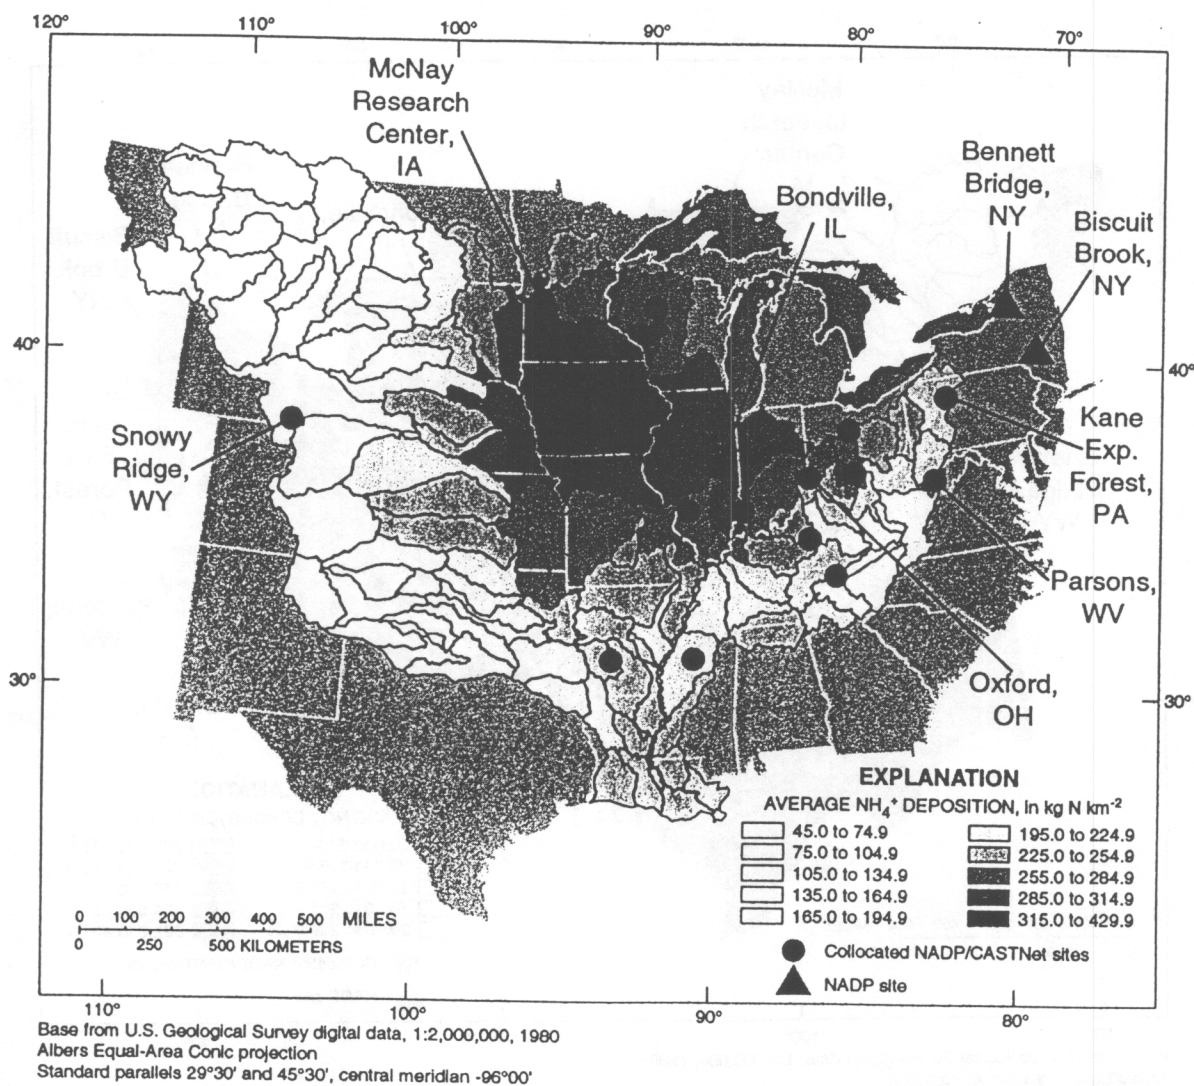 120°
110°
100°
90°
80°
70°
McNay
Research
Center,
IA
Bennett
Bridge,
NY
Bondville,
IL
Biscuit
Brook,
NY
40°
40°
Snowy
Ridge,
WY
Kane
Exp.
Forest,
PA
Parsons,
WV
30°
Oxford,
OH
30°
EXPLANATION
AVERAGE NH₄⁺ DEPOSITION, in kg N km⁻²
45.0 to 74.9
75.0 to 104.9
105.0 to 134.9
135.0 to 164.9
165.0 to 194.9
195.0 to 224.9
225.0 to 254.9
255.0 to 284.9
285.0 to 314.9
315.0 to 429.9
Collocated NADP/CASTNet sites
NADP site
0 100 200 300 400 500 MILES
0 250 500 KILOMETERS
110°
100°
90°
80°
Base from U.S. Geological Survey digital data, 1:2,000,000, 1980
Albers Equal-Area Conic projection
Standard parallels 29°30' and 45°30', central meridian -96°00'